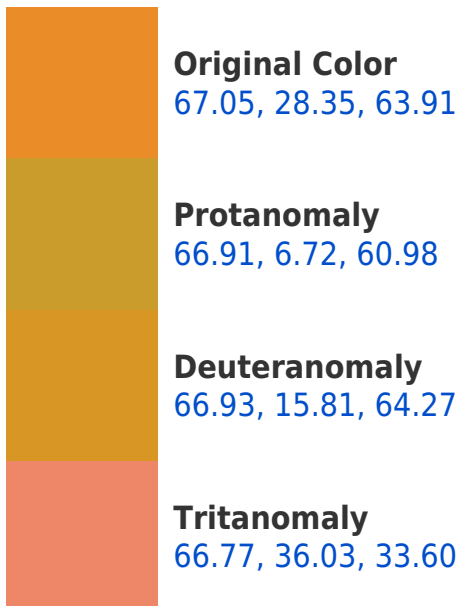 Original Color
67.05, 28.35, 63.91
Protanomaly
66.91, 6.72, 60.98
Deuteranomaly
66.93, 15.81, 64.27
Tritanomaly
66.77, 36.03, 33.60